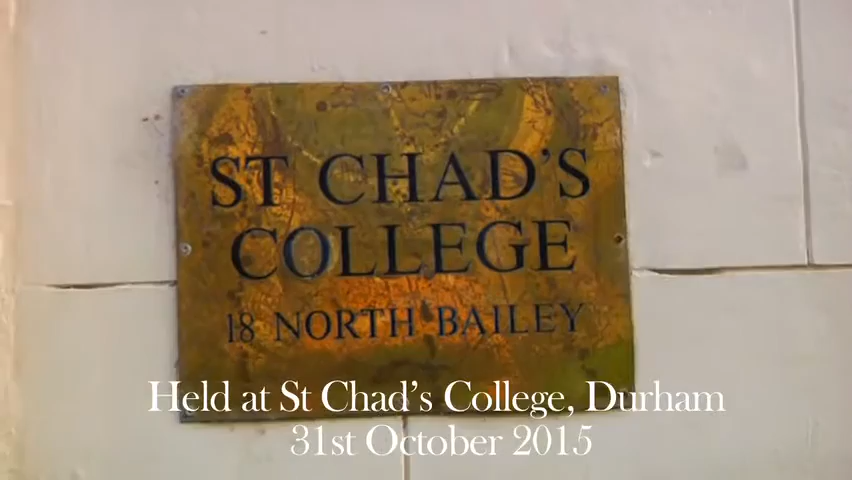 ST CHAD'S
COLLEGE
18 NORTH BAILEY
Held at St Chad's College, Durham
31st October 2015